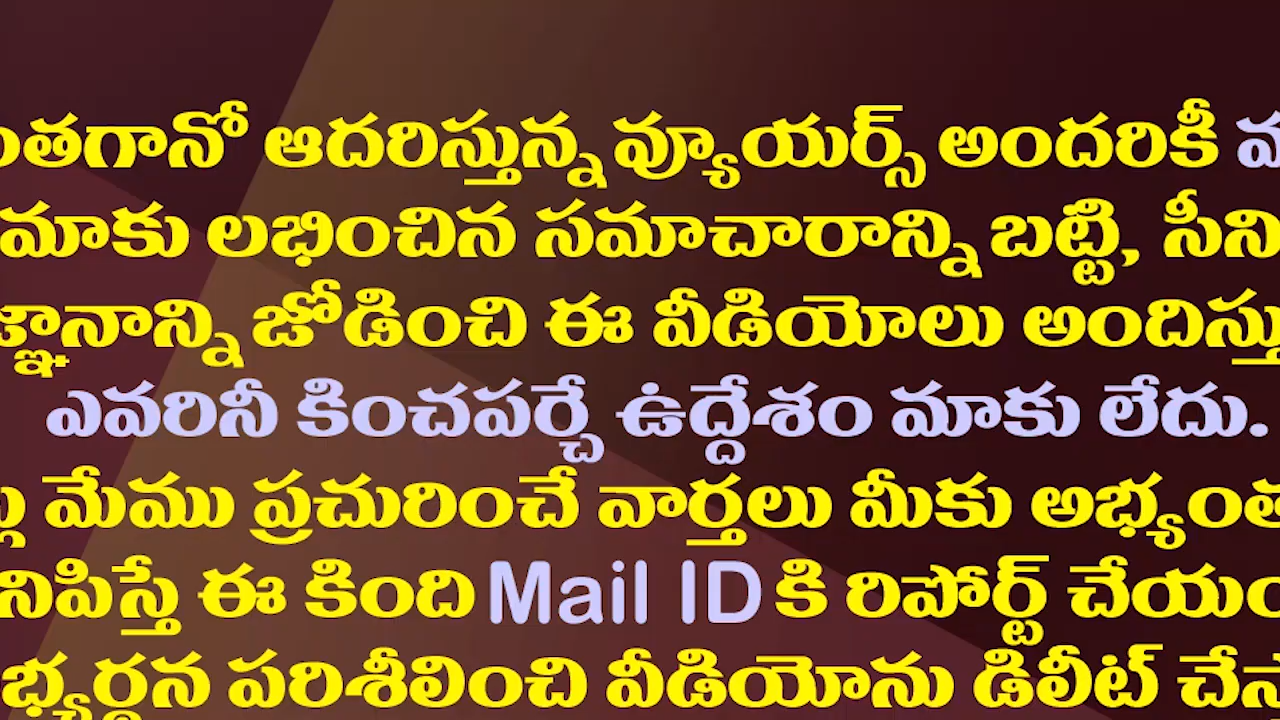 ంతగానో ఆదరిస్తున్న వ్యూయర్స్ అందరికీ
మాకు లభించిన సమాచారాన్ని బట్టి, సీని
జ్ఞానాన్ని జోడించి ఈ వీడియోలు అందిస్తు
ఎవరినీ కించపర్చే ఉద్దేశం మాకు లేదు.
మేము ప్రచురించే వార్తలు మీకు అభ్యంత
నిపిస్తే ఈ కింది Mail ID కి రిపోర్ట్ చేయం
భ్యర్థన పరిశీలించి వీడియోను డిలీట్ చేస